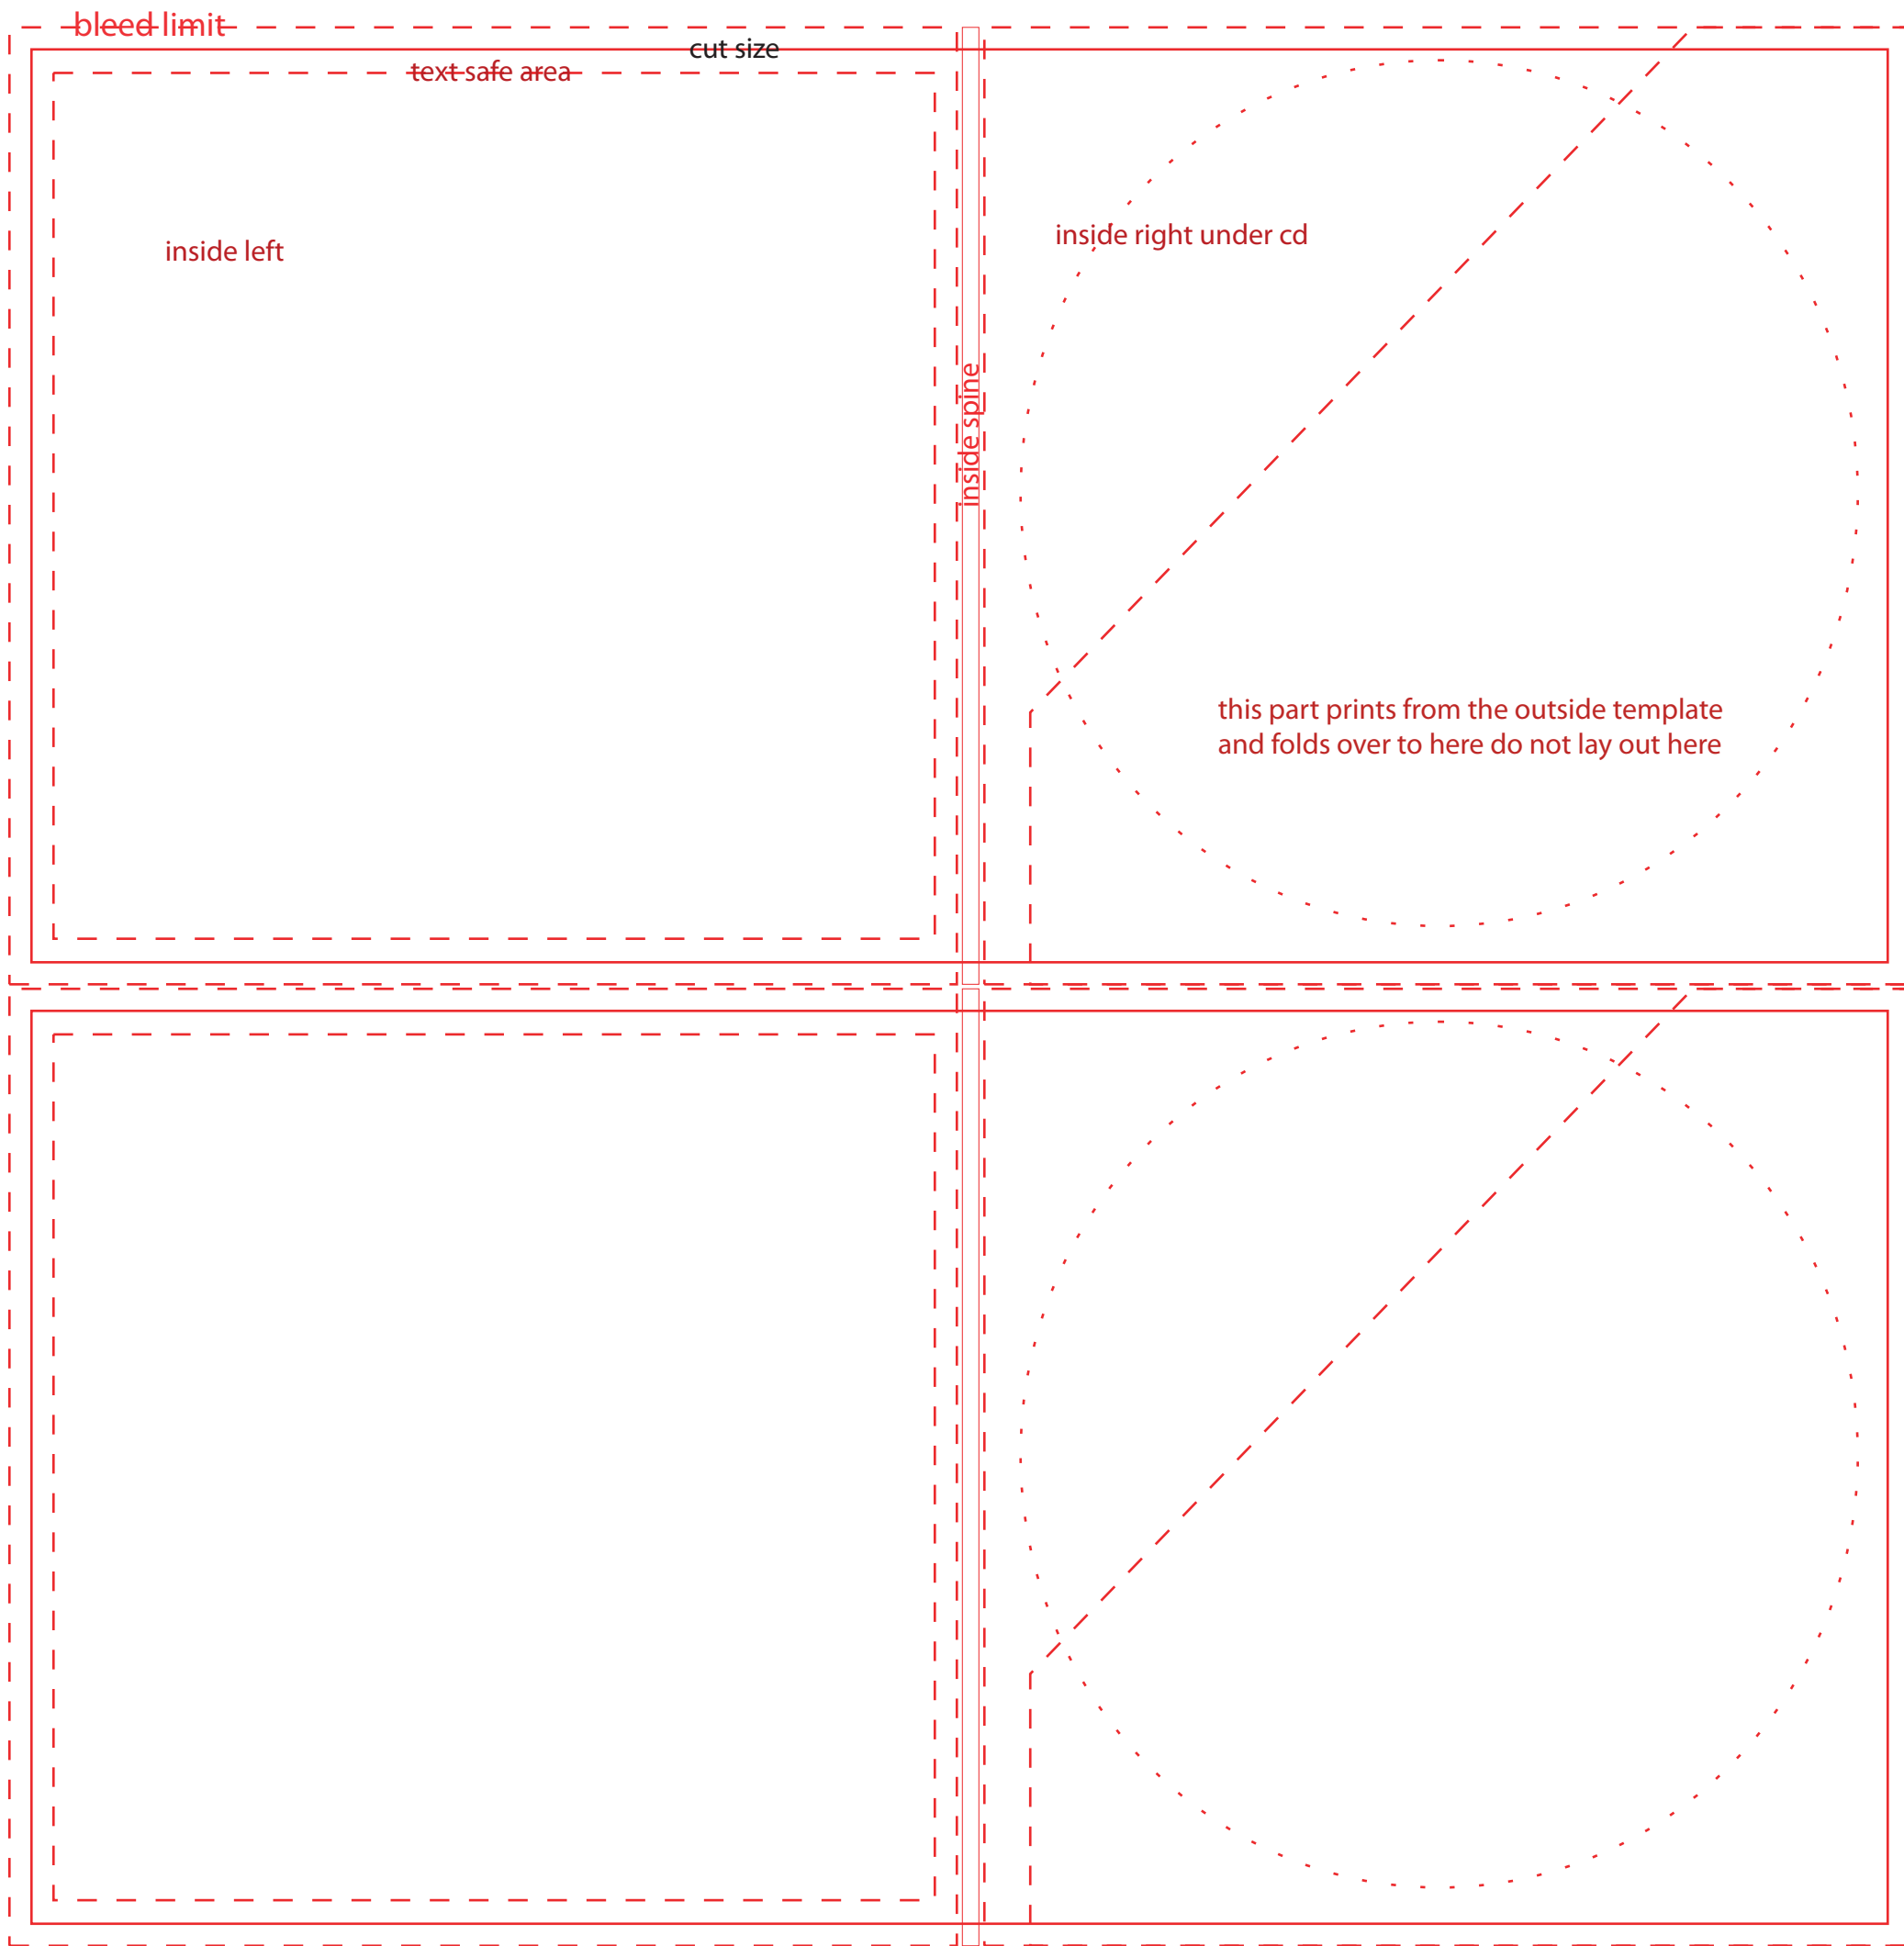 bleed limit
cut size
text safe area
inside left
inside right under cd
inside spine
this part prints from the outside template
and folds over to here do not lay out here